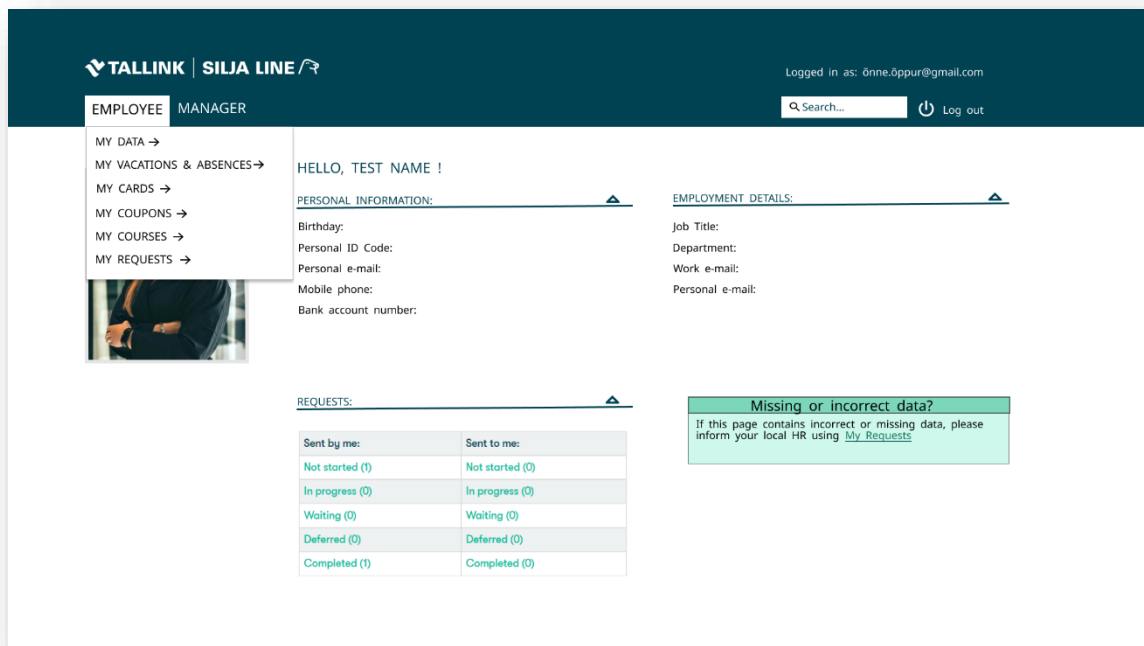 TALLINK | SILJA LINE
Logged in as: õnne.õppur@gmail.com
EMPLOYEE MANAGER
Search... Log out
MY DATA →
MY VACATIONS & ABSENCES→
MY CARDS →
MY COUPONS →
MY COURSES →
MY REQUESTS →
HELLO, TEST NAME !
PERSONAL INFORMATION:
Birthday:
Personal ID Code:
Personal e-mail:
Mobile phone:
Bank account number:
EMPLOYMENT DETAILS:
Job Title:
Department:
Work e-mail:
Personal e-mail:
REQUESTS:
Sent by me: Sent to me:
Not started (1) Not started (0)
In progress (0) In progress (0)
Waiting (0) Waiting (0)
Deferred (0) Deferred (0)
Completed (1) Completed (0)
Missing or incorrect data?
If this page contains incorrect or missing data, please
inform your local HR using My Requests